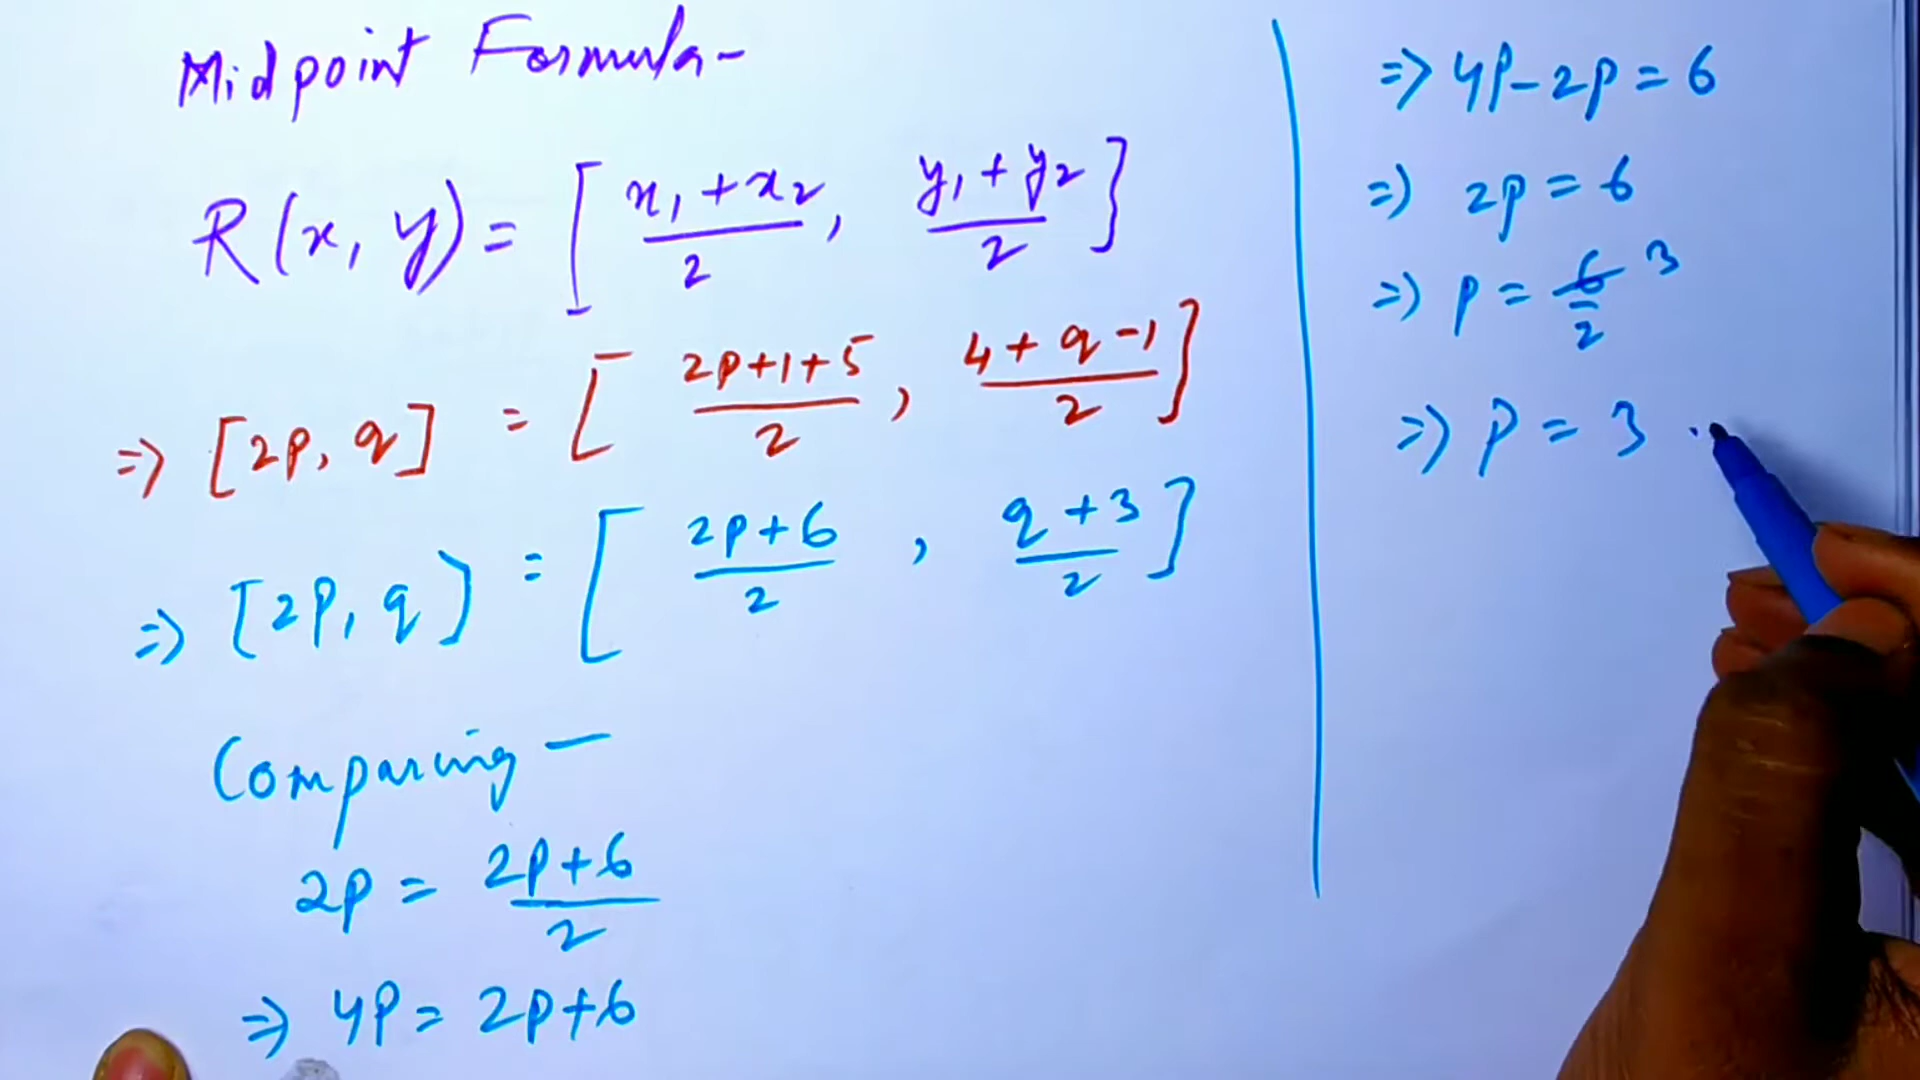 Midpoint Formula-
R(x, y) = [ x₁+x₂/2, y₁+y₂/2 ]
⇒ [2p, q] = [ 2p+1+5/2, 4+q-1/2 ]
⇒ [2p, q] = [ 2p+6/2, q+3/2 ]
Comparing -
2p = 2p+6/2
⇒ 4p = 2p+6
⇒ 4p-2p = 6
⇒ 2p = 6
⇒ p = 6/2 3
⇒ p = 3